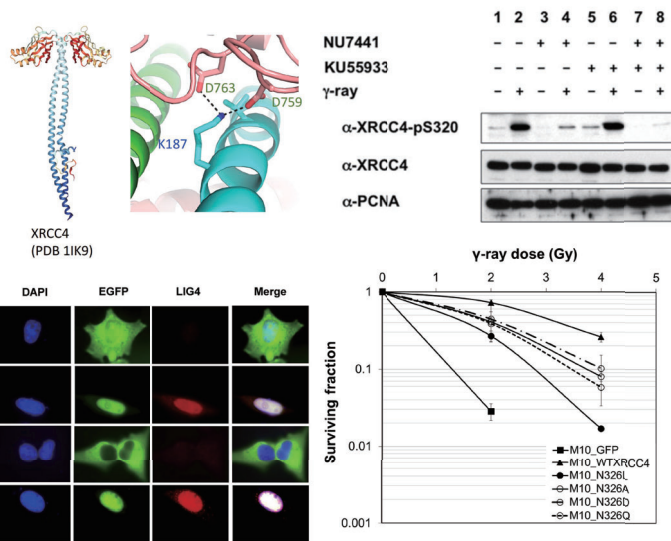 D763
D759
K187
XRCC4
(PDB 1IK9)
1 2 3 4 5 6 7 8
NU7441 – – + + – – + +
KU55933 – – – – + + + +
γ-ray – + – + – + – +
α-XRCC4-pS320
α-XRCC4
α-PCNA
DAPI EGFP LIG4 Merge
γ-ray dose (Gy)
0 1 2 3 4 5
1
0.1
0.01
0.001
Surviving fraction
M10_GFP
M10_WTXRCC4
M10_N326L
M10_N326A
M10_N326D
M10_N326Q